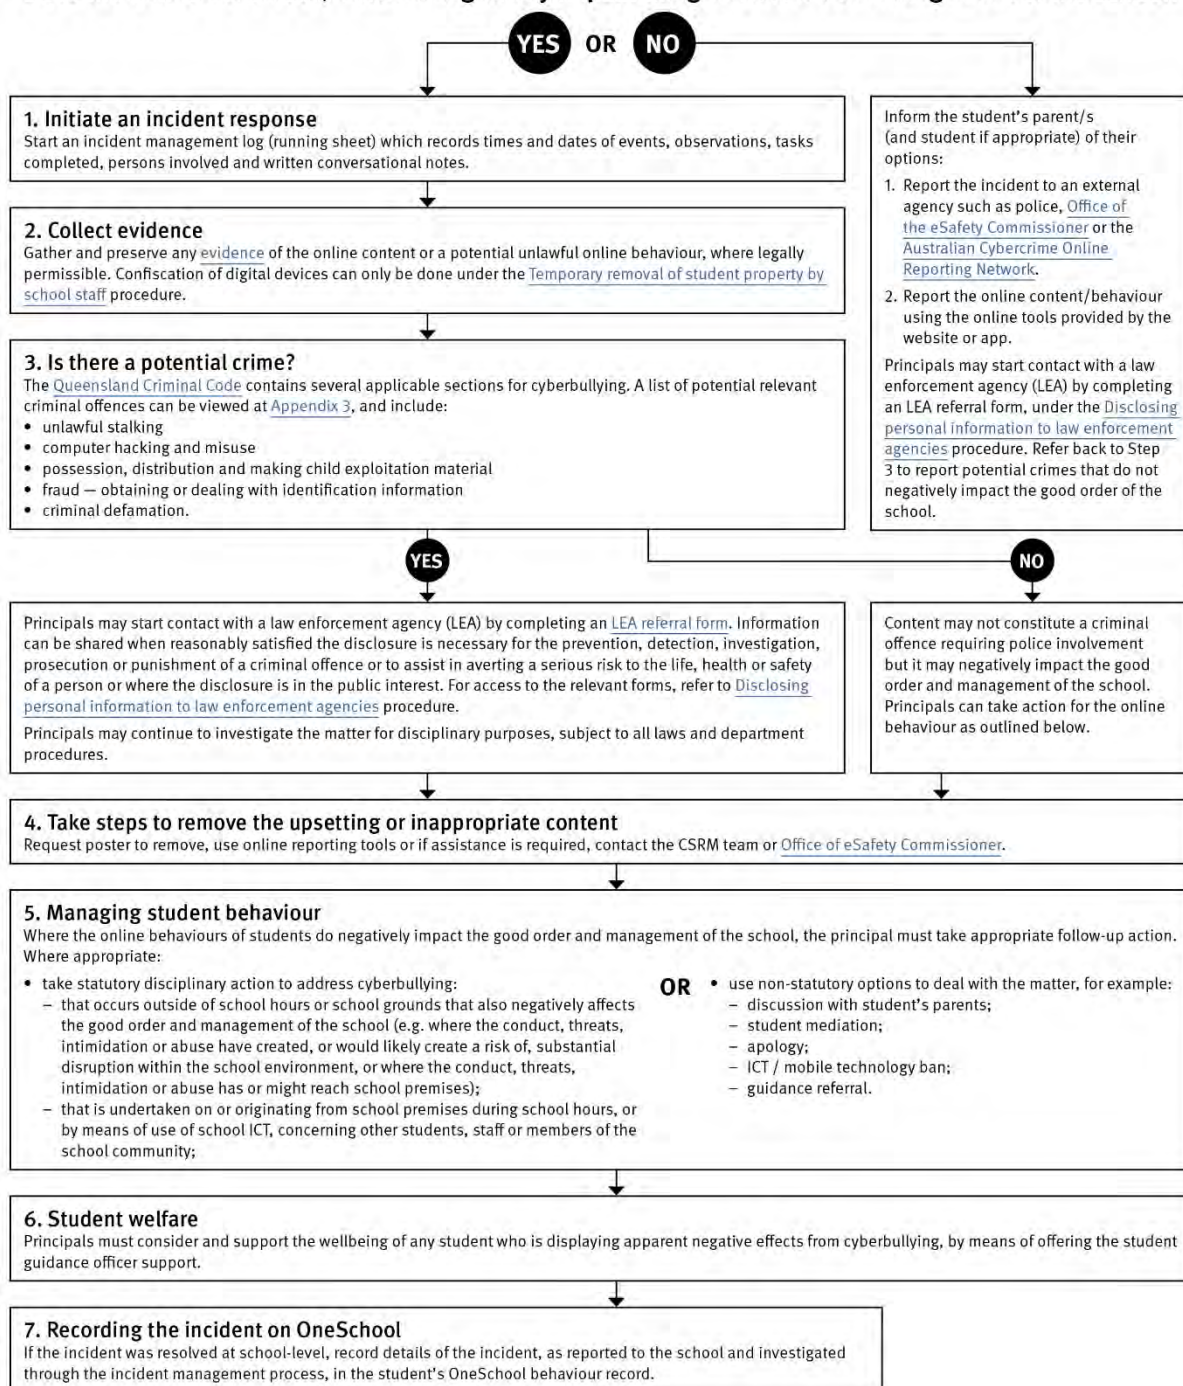 YES OR NO
1. Initiate an incident response
Start an incident management log (running sheet) which records times and dates of events, observations, tasks
completed, persons involved and written conversational notes.
2. Collect evidence
Gather and preserve any evidence of the online content or a potential unlawful online behaviour, where legally
permissible. Confiscation of digital devices can only be done under the Temporary removal of student property by
school staff procedure.
3. Is there a potential crime?
The Queensland Criminal Code contains several applicable sections for cyberbullying. A list of potential relevant
criminal offences can be viewed at Appendix 3, and include:
• unlawful stalking
• computer hacking and misuse
• possession, distribution and making child exploitation material
• fraud — obtaining or dealing with identification information
• criminal defamation.
Inform the student's parent/s
(and student if appropriate) of their
options:
1. Report the incident to an external
agency such as police, Office of
the eSafety Commissioner or the
Australian Cybercrime Online
Reporting Network.
2. Report the online content/behaviour
using the online tools provided by the
website or app.
Principals may start contact with a law
enforcement agency (LEA) by completing
an LEA referral form, under the Disclosing
personal information to law enforcement
agencies procedure. Refer back to Step
3 to report potential crimes that do not
negatively impact the good order of the
school.
YES
NO
Principals may start contact with a law enforcement agency (LEA) by completing an LEA referral form. Information
can be shared when reasonably satisfied the disclosure is necessary for the prevention, detection, investigation,
prosecution or punishment of a criminal offence or to assist in averting a serious risk to the life, health or safety
of a person or where the disclosure is in the public interest. For access to the relevant forms, refer to Disclosing
personal information to law enforcement agencies procedure.
Principals may continue to investigate the matter for disciplinary purposes, subject to all laws and department
procedures.
Content may not constitute a criminal
offence requiring police involvement
but it may negatively impact the good
order and management of the school.
Principals can take action for the online
behaviour as outlined below.
4. Take steps to remove the upsetting or inappropriate content
Request poster to remove, use online reporting tools or if assistance is required, contact the CSRM team or Office of eSafety Commissioner.
5. Managing student behaviour
Where the online behaviours of students do negatively impact the good order and management of the school, the principal must take appropriate follow-up action.
Where appropriate:
• take statutory disciplinary action to address cyberbullying:
– that occurs outside of school hours or school grounds that also negatively affects
the good order and management of the school (e.g. where the conduct, threats,
intimidation or abuse have created, or would likely create a risk of, substantial
disruption within the school environment, or where the conduct, threats,
intimidation or abuse has or might reach school premises);
– that is undertaken on or originating from school premises during school hours, or
by means of use of school ICT, concerning other students, staff or members of the
school community;
OR
• use non-statutory options to deal with the matter, for example:
– discussion with student's parents;
– student mediation;
– apology;
– ICT / mobile technology ban;
– guidance referral.
6. Student welfare
Principals must consider and support the wellbeing of any student who is displaying apparent negative effects from cyberbullying, by means of offering the student
guidance officer support.
7. Recording the incident on OneSchool
If the incident was resolved at school-level, record details of the incident, as reported to the school and investigated
through the incident management process, in the student's OneSchool behaviour record.